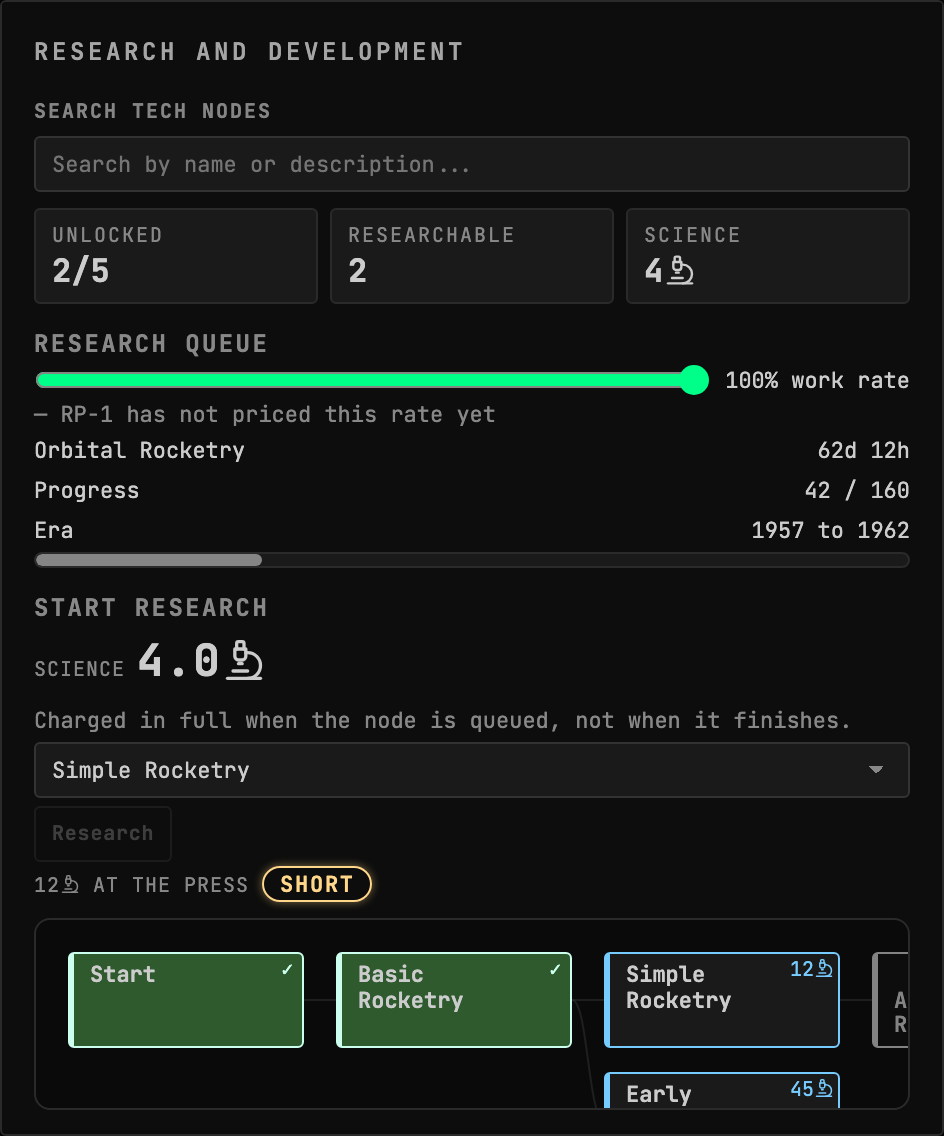 RESEARCH AND DEVELOPMENT
SEARCH TECH NODES
Search by name or description...
UNLOCKED
2/5
RESEARCHABLE
2
SCIENCE
4
RESEARCH QUEUE
100% work rate
— RP-1 has not priced this rate yet
Orbital Rocketry 62d 12h
Progress 42 / 160
Era 1957 to 1962
START RESEARCH
SCIENCE 4.0
Charged in full when the node is queued, not when it finishes.
Simple Rocketry
Research
12 AT THE PRESS SHORT
Start ✓
Basic ✓
Rocketry
Simple 12
Rocketry
A
R
Early 45